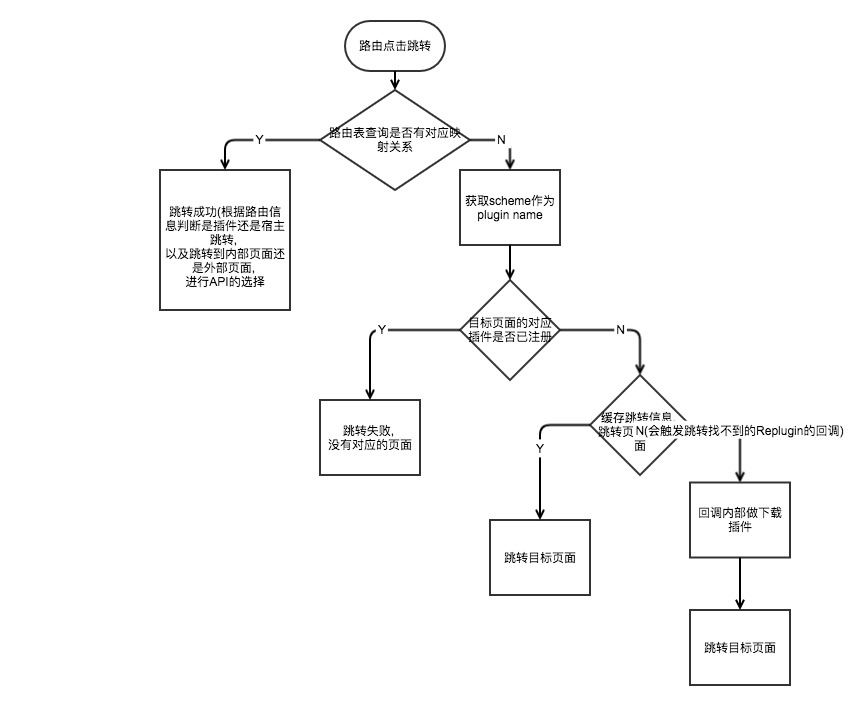 路由点击跳转
路由表查询是否有对应映
射关系
Y
N
跳转成功(根据路由信
息判断是插件还是宿主
跳转,
以及跳转到内部页面还
是外部页面,
进行API的选择
获取scheme作为
plugin name
目标页面的对应
插件是否已注册
Y
N
跳转失败,
没有对应的页面
缓存跳转信息
跳转页
面
N(会触发跳转找不到的Replugin的回调)
Y
跳转目标页面
回调内部做下载
插件
跳转目标页面